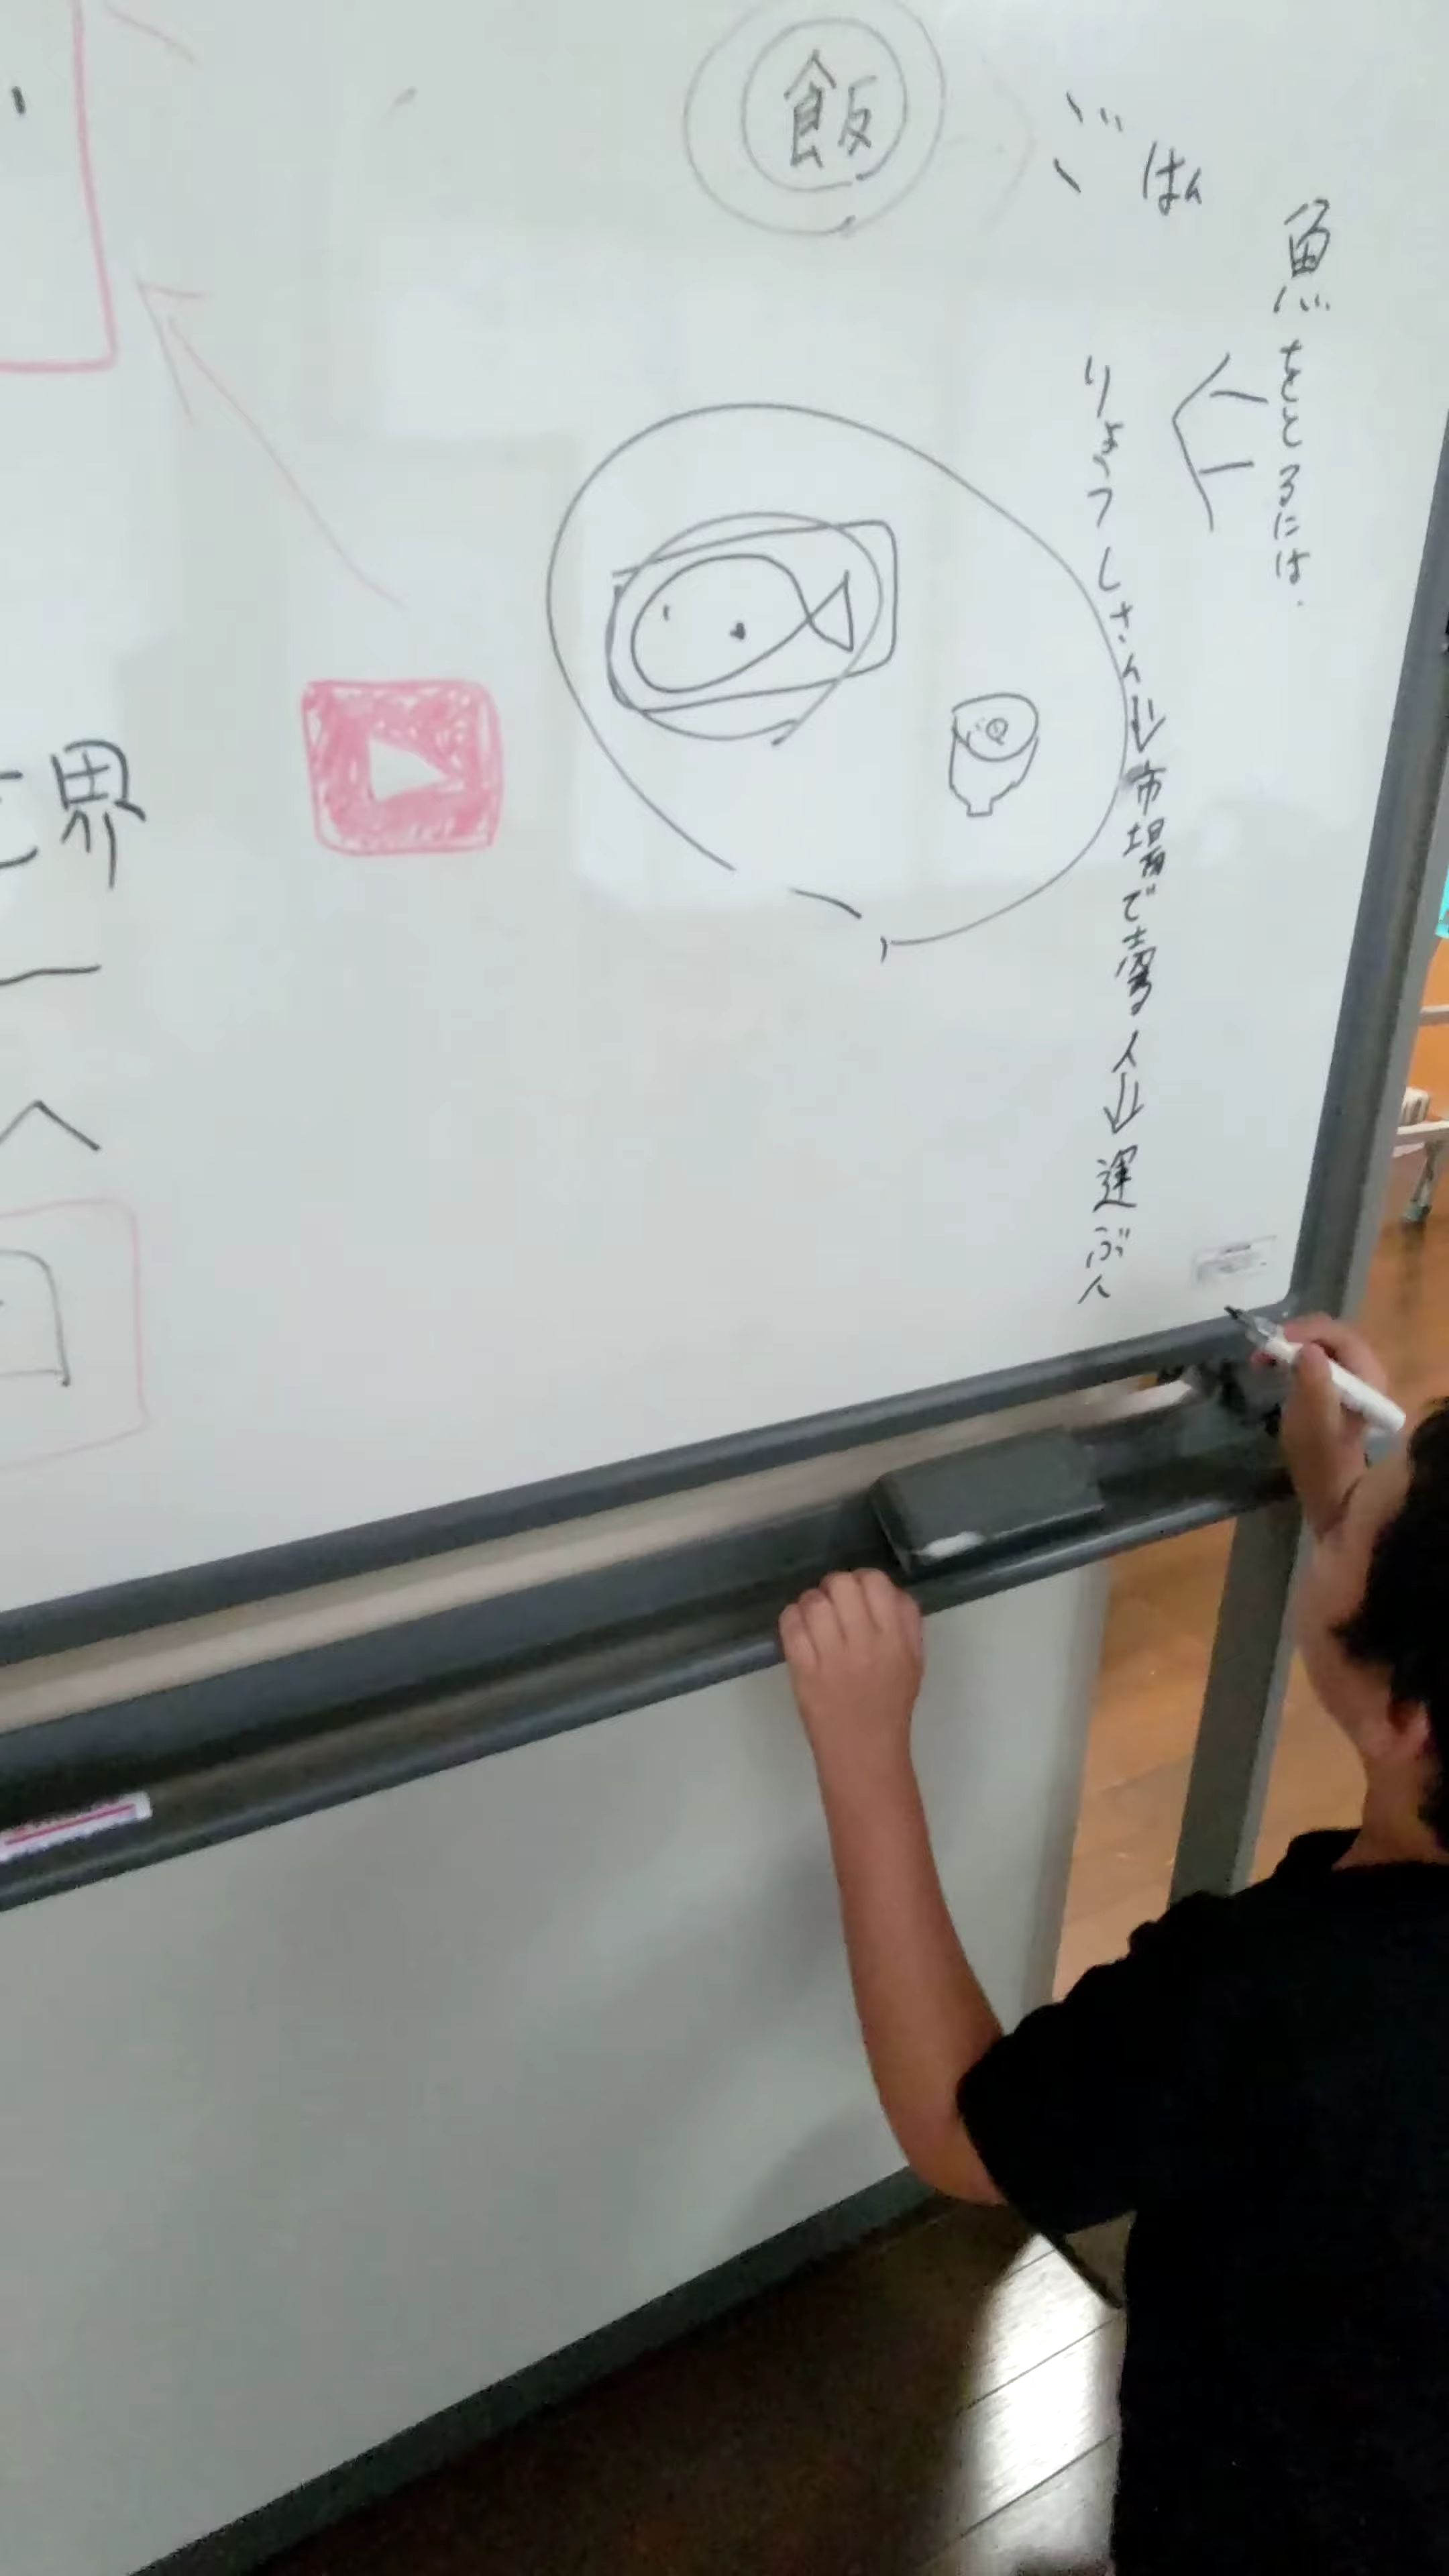 飯
ごはん
魚をとるには
りょうしさん↓市場で売る人↓運ぶ人
界